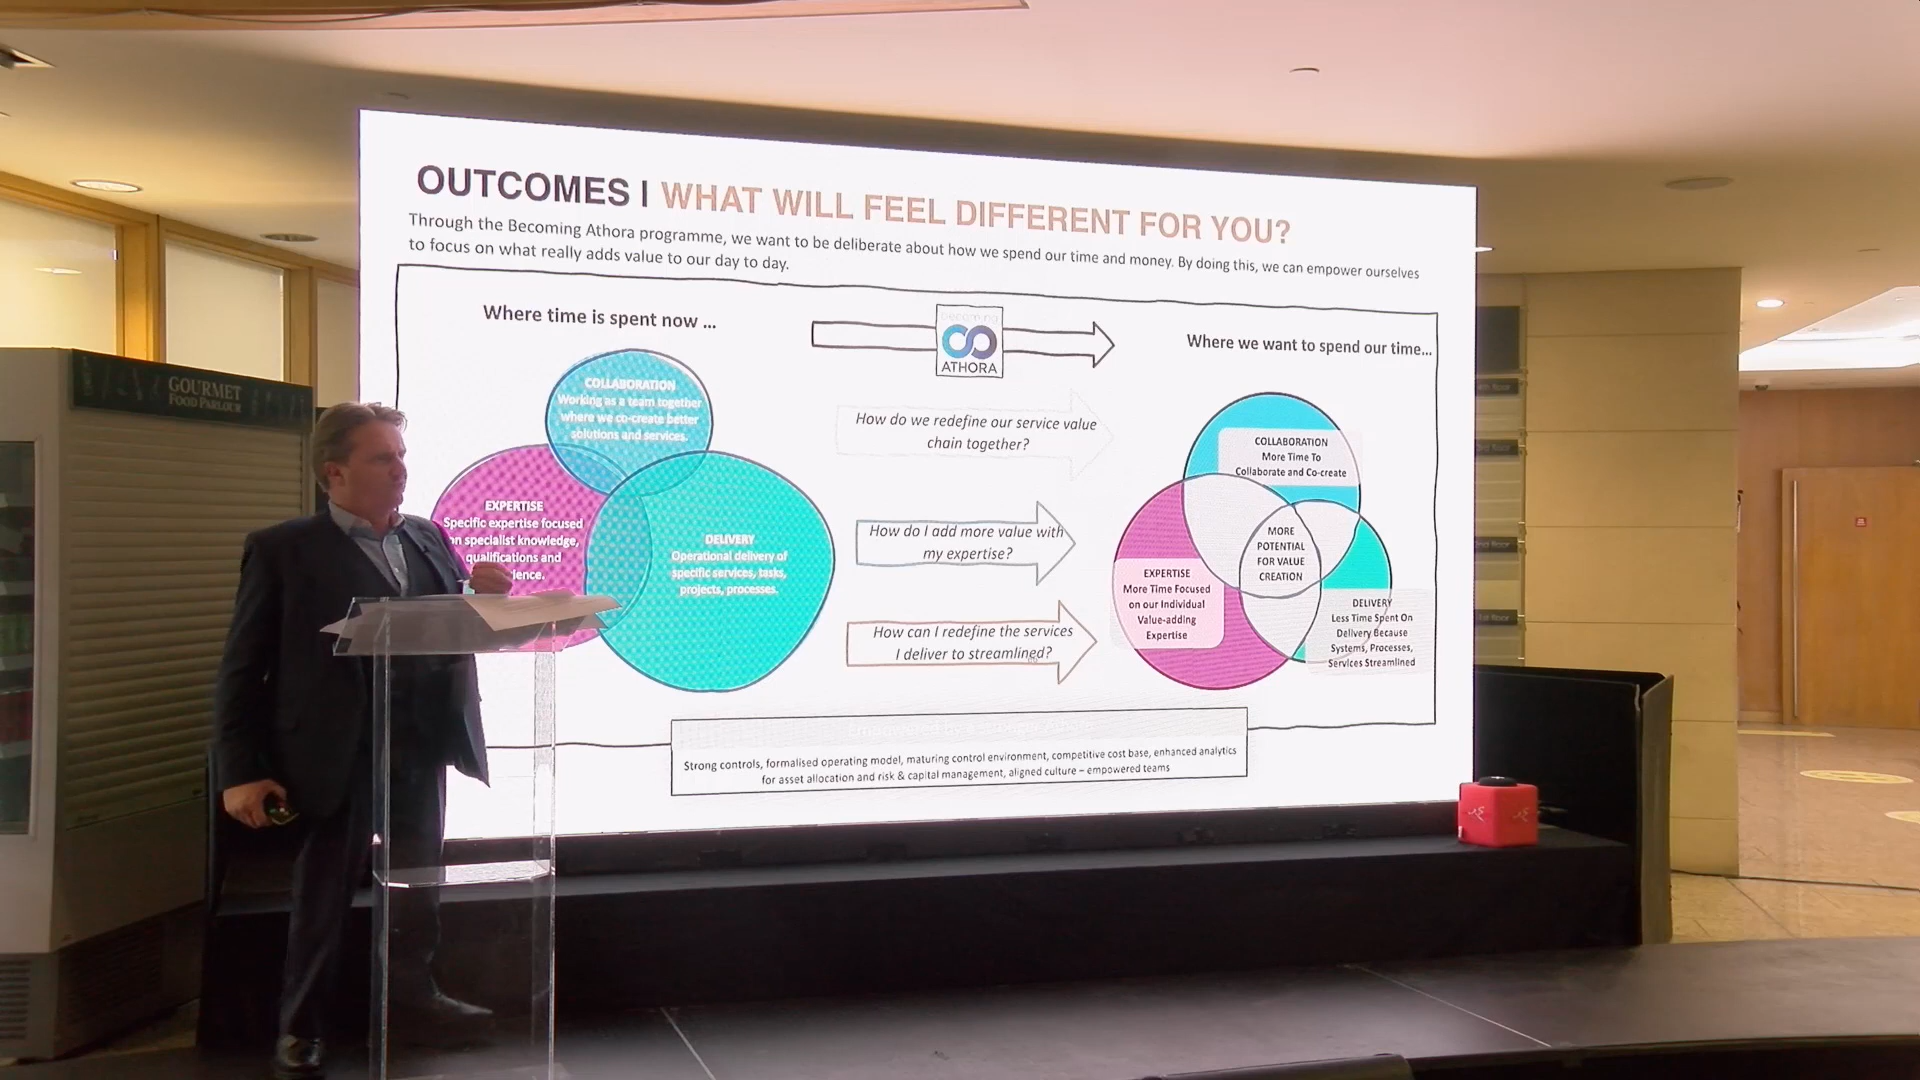 OUTCOMES | WHAT WILL FEEL DIFFERENT FOR YOU?
Through the Becoming Athora programme, we want to be deliberate about how we spend our time and money. By doing this, we can empower ourselves
to focus on what really adds value to our day to day.
Where time is spent now ...
becoming
ATHORA
Where we want to spend our time...
COLLABORATION
Working as a team together
where we co-create better
solutions and services.
EXPERTISE
Specific expertise focused
on specialist knowledge,
qualifications and
DELIVERY
Operational delivery of
specific services, tasks,
projects, processes.
How do we redefine our service value
chain together?
How do I add more value with
my expertise?
How can I redefine the services
I deliver to streamlined?
COLLABORATION
More Time To
Collaborate and Co-create
MORE
POTENTIAL
FOR VALUE
CREATION
EXPERTISE
More Time Focused
on our Individual
Value-adding
Expertise
DELIVERY
Less Time Spent On
Delivery Because
Systems, Processes,
Services Streamlined
Strong controls, formalised operating model, maturing control environment, competitive cost base, enhanced analytics
for asset allocation and risk & capital management, aligned culture – empowered teams
GOURMET
FOOD PARLOUR